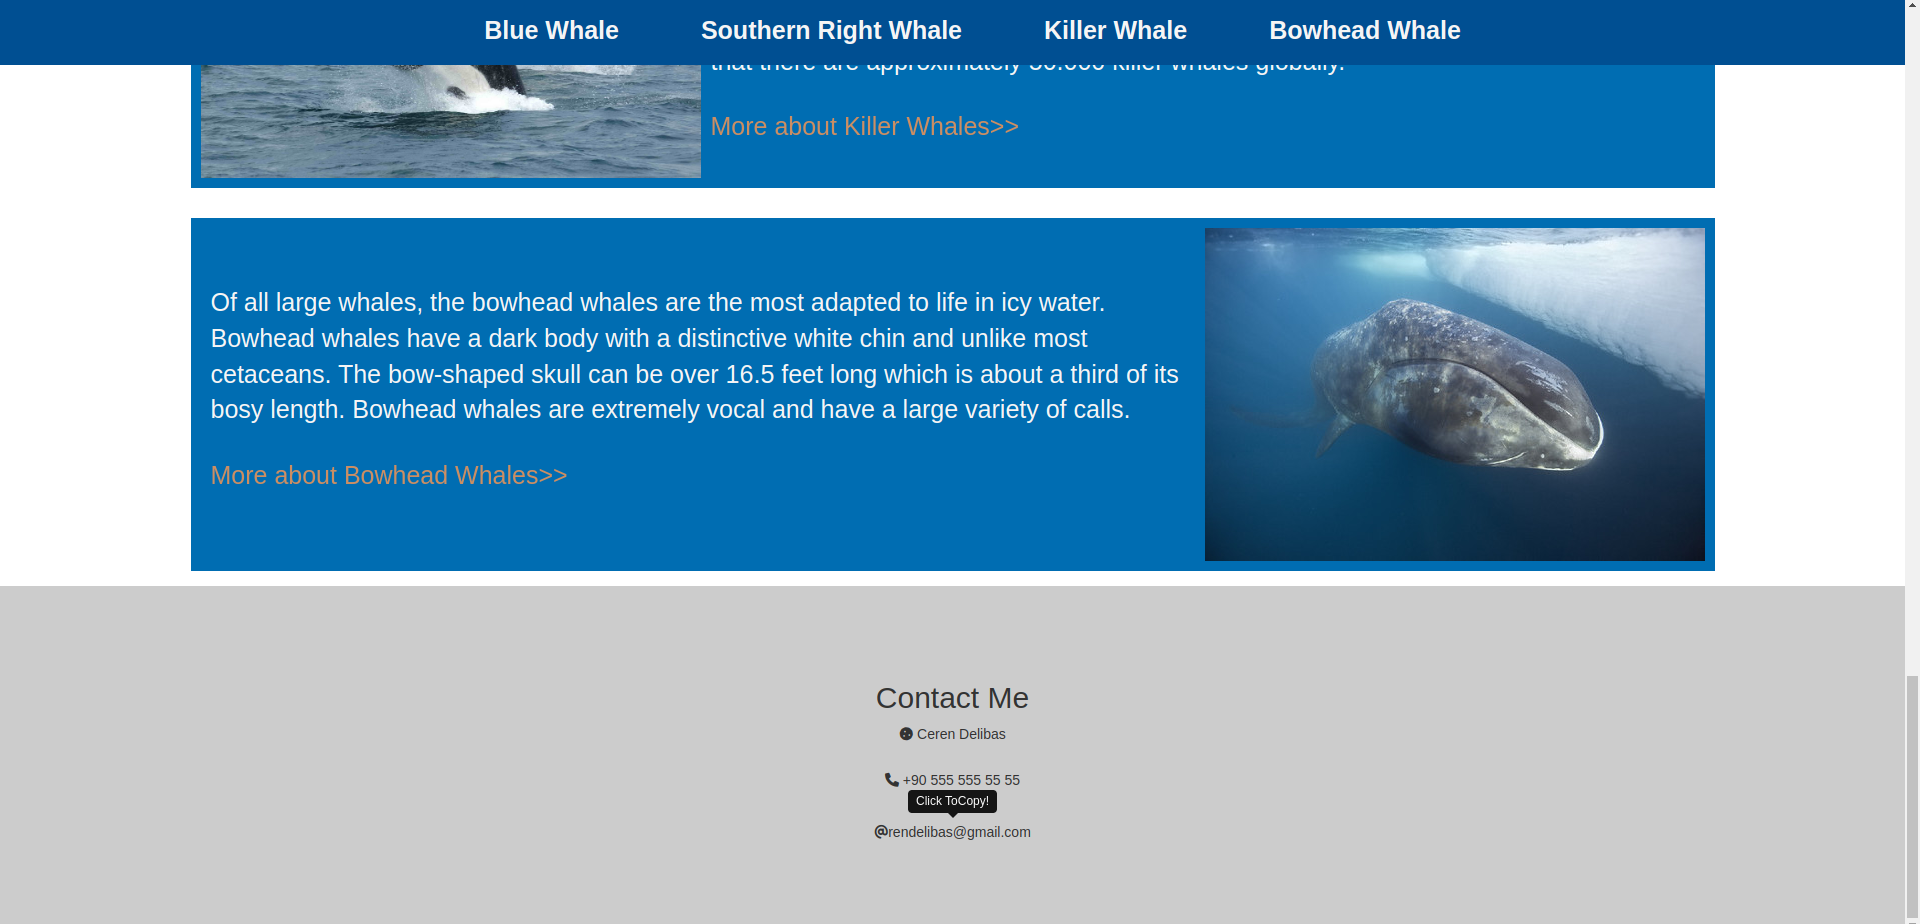 Blue Whale Southern Right Whale Killer Whale Bowhead Whale
that there are approximately 50.000 killer whales globally.
More about Killer Whales>>
Of all large whales, the bowhead whales are the most adapted to life in icy water.
Bowhead whales have a dark body with a distinctive white chin and unlike most
cetaceans. The bow-shaped skull can be over 16.5 feet long which is about a third of its
bosy length. Bowhead whales are extremely vocal and have a large variety of calls.
More about Bowhead Whales>>
Contact Me
Ceren Delibas
+90 555 555 55 55
Click ToCopy!
@rendelibas@gmail.com